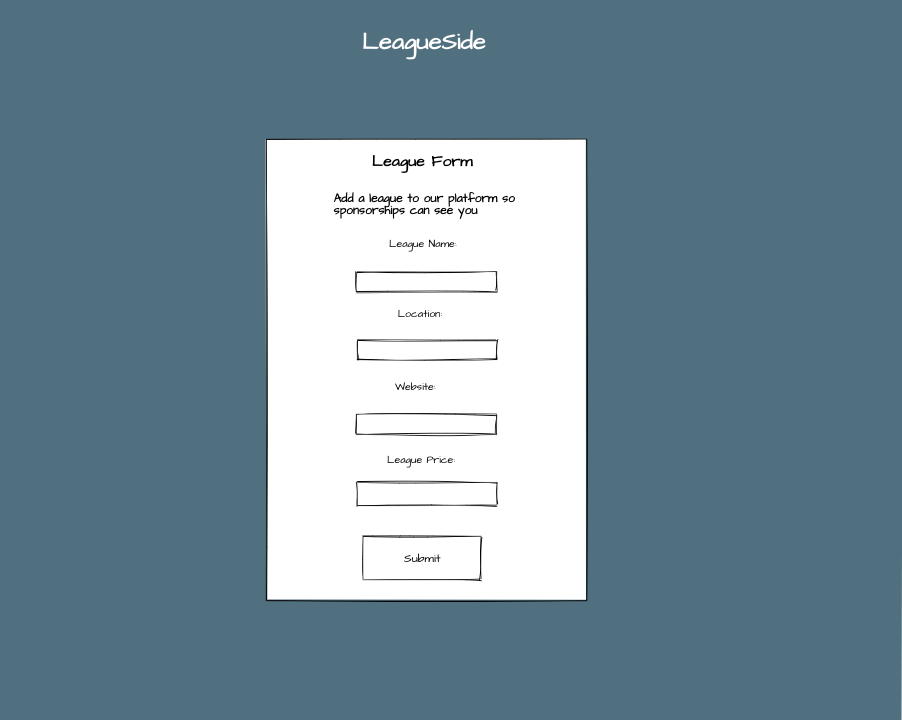 LeagueSide
League Form
Add a league to our platform so
sponsorships can see you
League Name:
Location:
Website:
League Price:
Submit